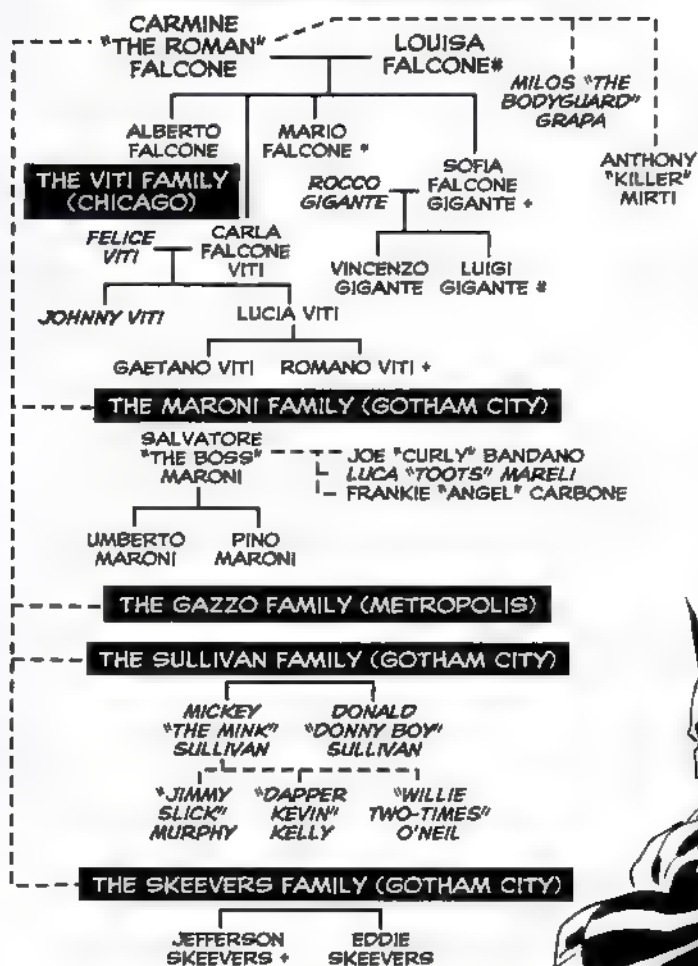 CARMINE
"THE ROMAN"
FALCONE
LOUISA
FALCONE#
MILOS "THE
BODYGUARD"
GRAPA
ANTHONY
"KILLER"
MIRTI
ALBERTO
FALCONE
MARIO
FALCONE *
SOFIA
FALCONE
GIGANTE +
ROCCO
GIGANTE
THE VITI FAMILY
(CHICAGO)
FELICE
VITI
CARLA
FALCONE
VITI
VINCENZO
GIGANTE
LUIGI
GIGANTE #
JOHNNY VITI
LUCIA VITI
GAETANO VITI
ROMANO VITI +
THE MARONI FAMILY (GOTHAM CITY)
SALVATORE
"THE BOSS"
MARONI
JOE "CURLY" BANDANO
LUCA "TOOTS" MARELI
FRANKIE "ANGEL" CARBONE
UMBERTO
MARONI
PINO
MARONI
THE GAZZO FAMILY (METROPOLIS)
THE SULLIVAN FAMILY (GOTHAM CITY)
MICKEY
"THE MINK"
SULLIVAN
DONALD
"DONNY BOY"
SULLIVAN
"JIMMY
SLICK"
MURPHY
"DAPPER
KEVIN"
KELLY
"WILLIE
TWO-TIMES"
O'NEIL
THE SKEEVERS FAMILY (GOTHAM CITY)
JEFFERSON
SKEEVERS +
EDDIE
SKEEVERS